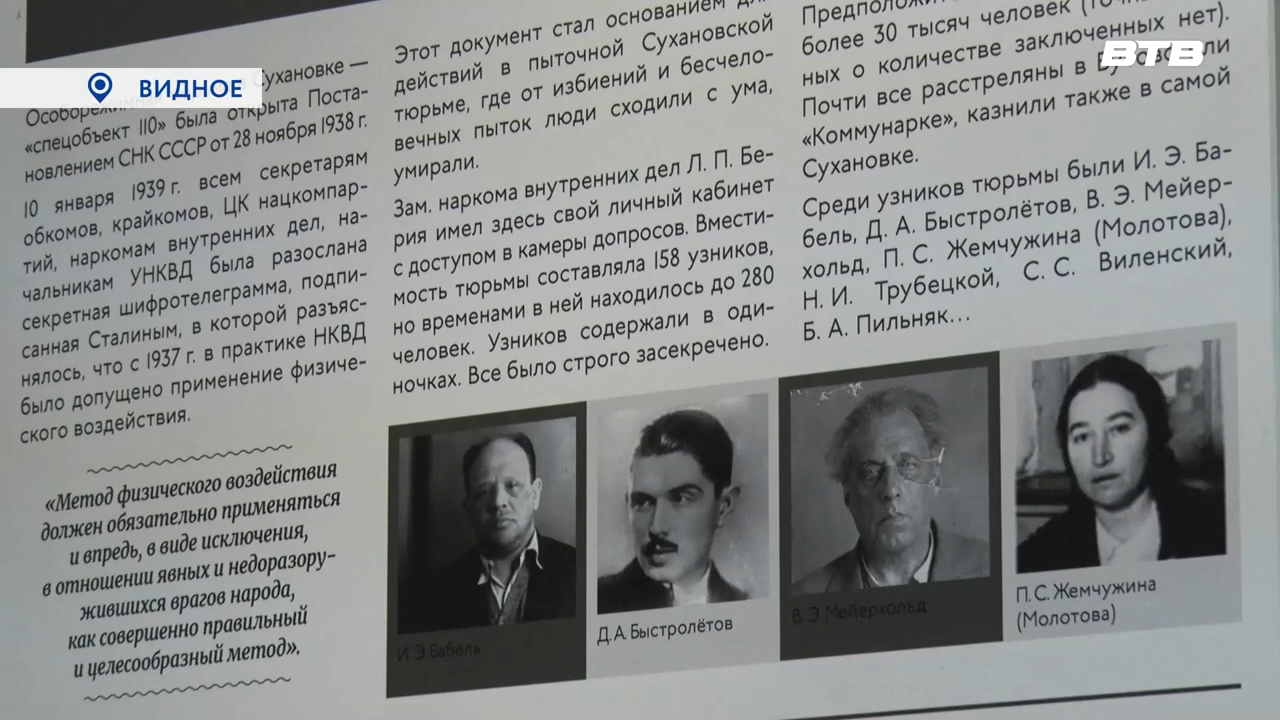 ВИДНОЕ
ВТВ
Сухановке —
«спецобъект 110» была открыта Поста-
новлением СНК СССР от 28 ноября 1938 г.
10 января 1939 г. всем секретарям
обкомов, крайкомов, ЦК нацкомпар-
тий, наркомам внутренних дел, на-
чальникам УНКВД была разослана
секретная шифротелеграмма, подпи-
санная Сталиным, в которой разъяс-
нялось, что с 1937 г. в практике НКВД
было допущено применение физиче-
ского воздействия.
«Метод физического воздействия
должен обязательно применяться
и впредь, в виде исключения,
в отношении явных и недоразору-
жившихся врагов народа,
как совершенно правильный
и целесообразный метод».
Этот документ стал основанием
действий в пыточной Сухановской
тюрьме, где от избиений и бесчело-
вечных пыток люди сходили с ума,
умирали.
Зам. наркома внутренних дел Л. П. Бе-
рия имел здесь свой личный кабинет
с доступом в камеры допросов. Вмести-
мость тюрьмы составляла 158 узников,
но временами в ней находилось до 280
человек. Узников содержали в оди-
ночках. Все было строго засекречено.
более 30 тысяч человек
ных о количестве заключенных нет).
Почти все расстреляны в
«Коммунарке», казнили также в самой
Сухановке.
Среди узников тюрьмы были И. Э. Ба-
бель, Д. А. Быстролётов, В. Э. Мейер-
хольд, П. С. Жемчужина (Молотова),
Н. И. Трубецкой, С. С. Виленский,
Б. А. Пильняк...
И. Э. Бабель
Д.А. Быстролётов
В. Э. Мейерхольд
П. С. Жемчужина
(Молотова)